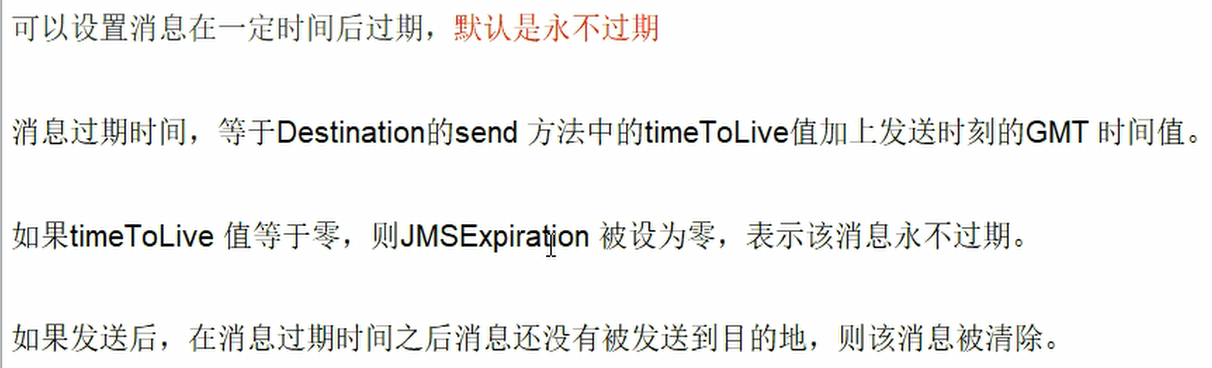 可以设置消息在一定时间后过期，默认是永不过期
消息过期时间，等于Destination的send 方法中的timeToLive值加上发送时刻的GMT 时间值。
如果timeToLive 值等于零，则JMSExpiration 被设为零，表示该消息永不过期。
如果发送后，在消息过期时间之后消息还没有被发送到目的地，则该消息被清除。